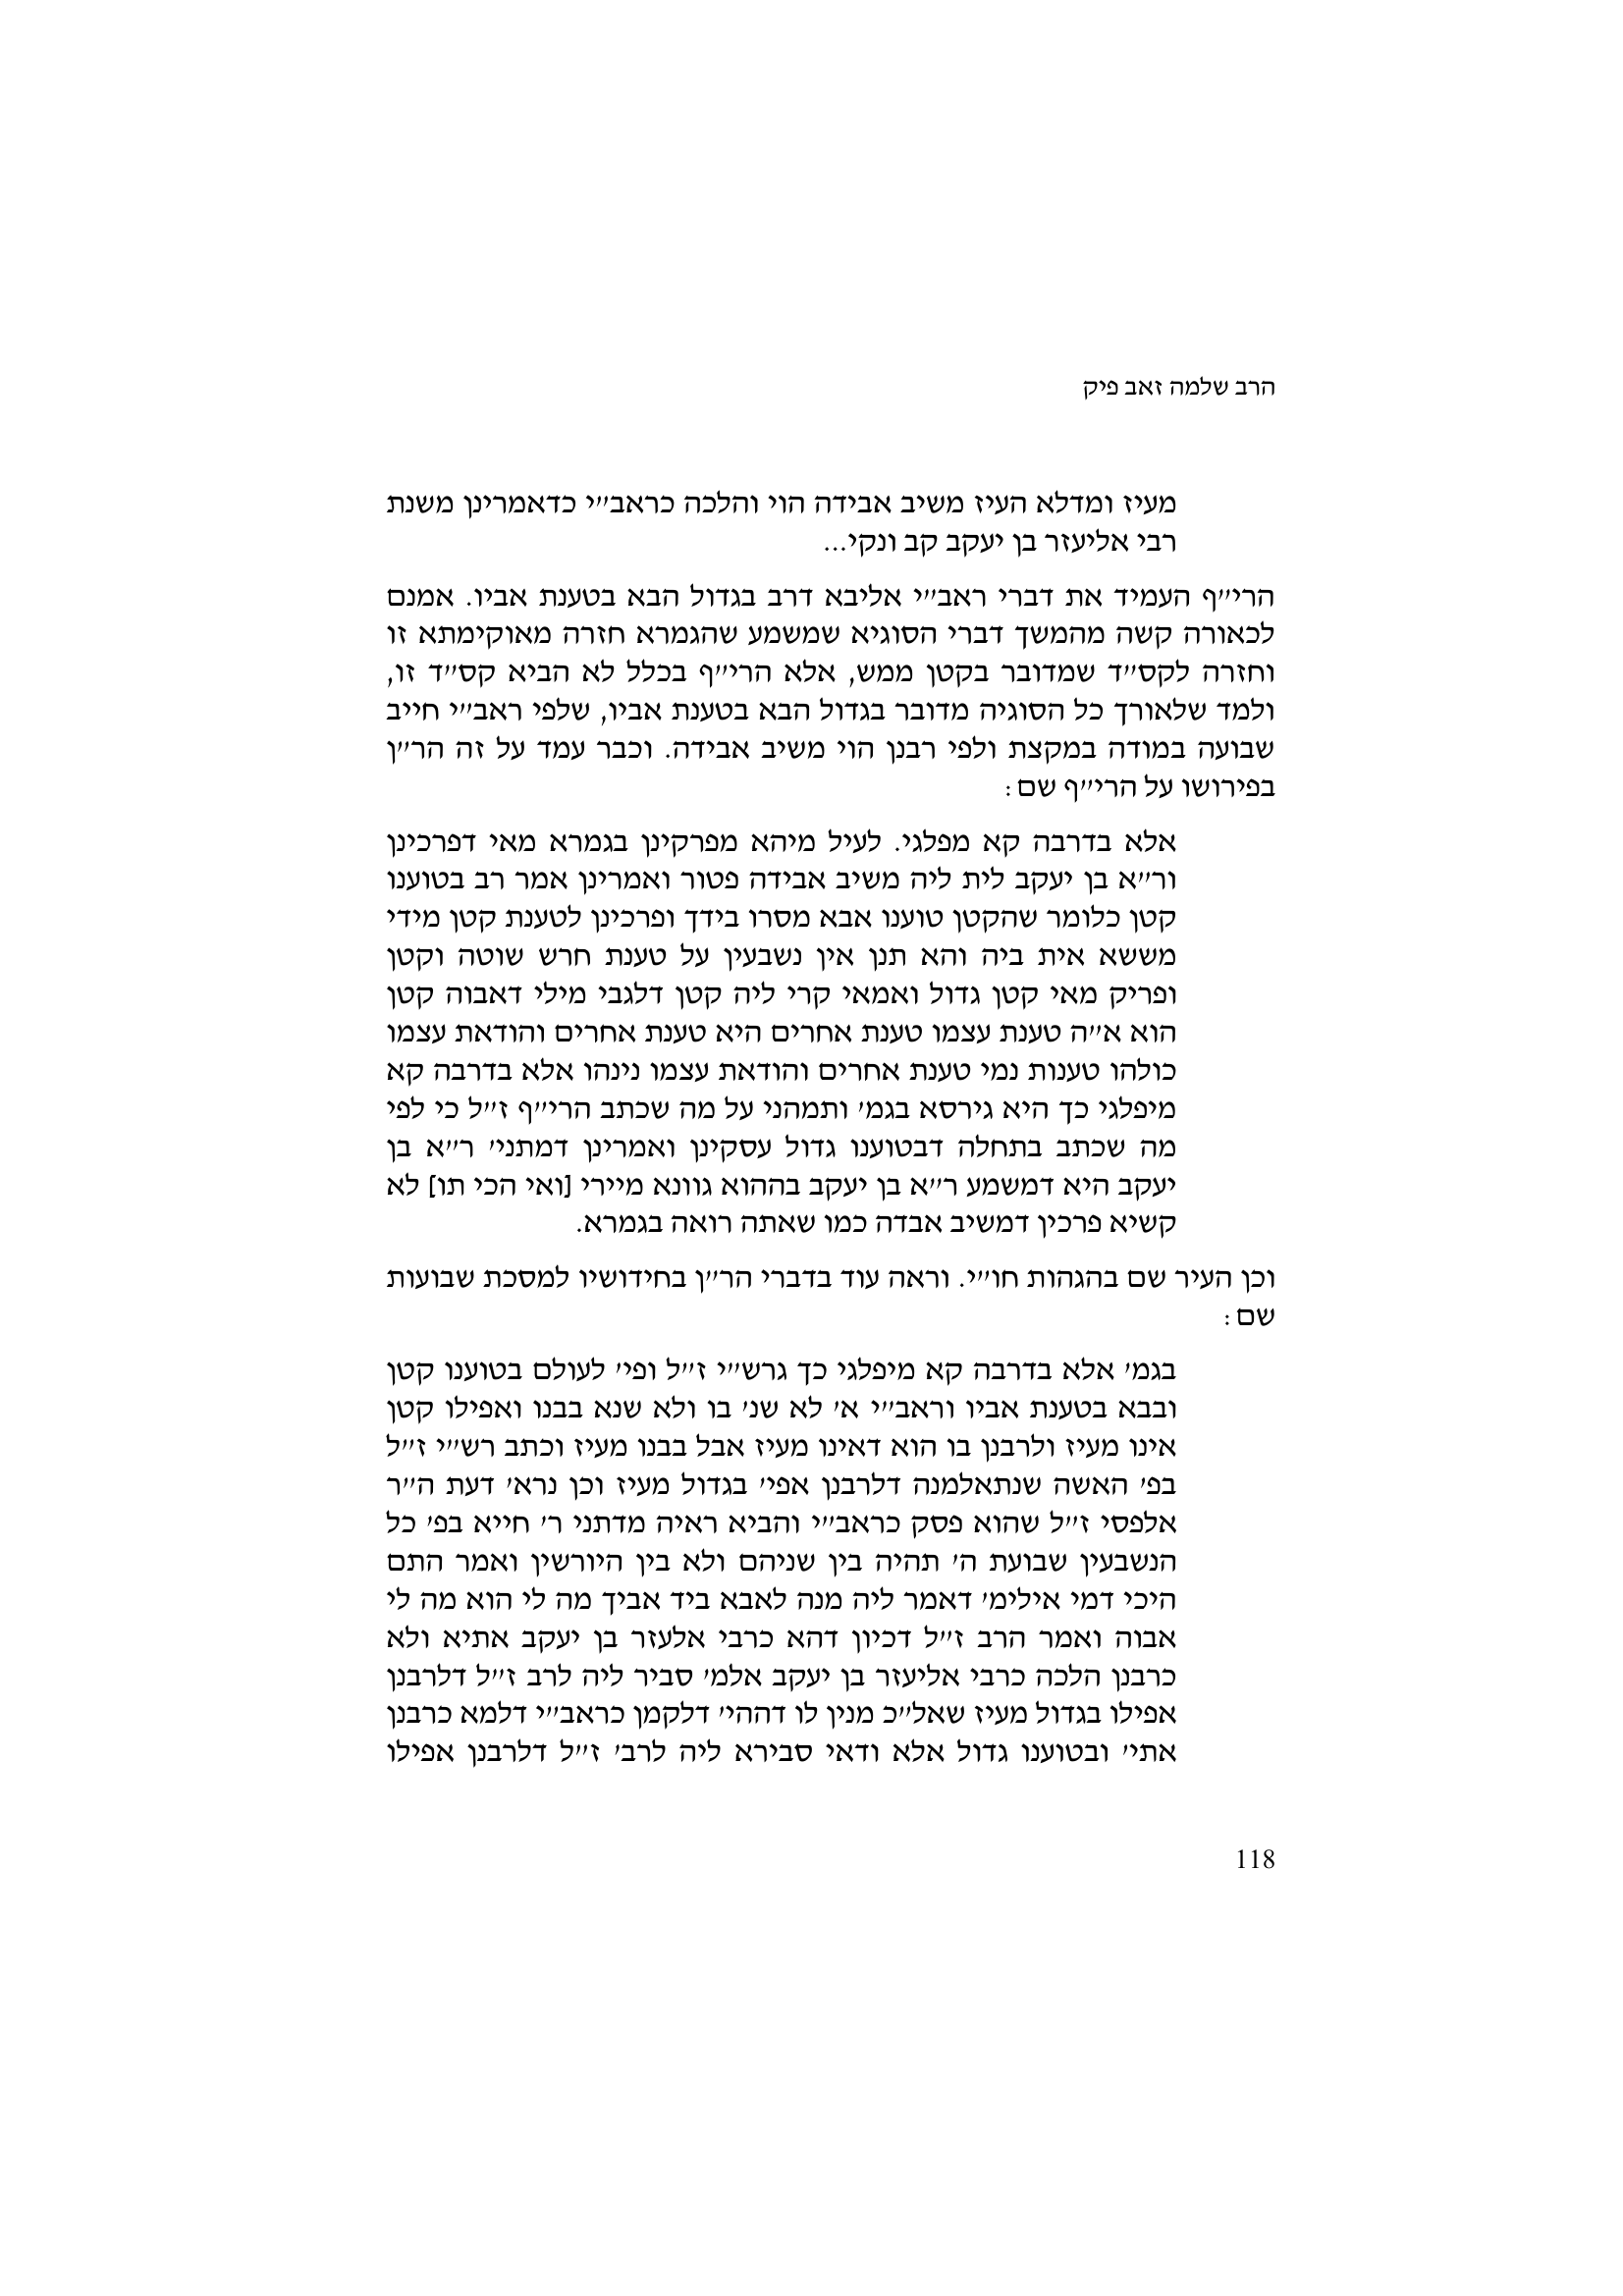 הרב שלמה זאב פיק
מעיז ומדלא העיז משיב אבידה הוי והלכה כראב״י כדאמרינן משנת
רבי אליעזר בן יעקב קב ונקי...
הרי״ף העמיד את דברי ראב״י אליבא דרב בגדול הבא בטענת אביו. אמנם
לכאורה קשה מהמשך דברי הסוגיא שמשמע שהגמרא חזרה מאוקימתא זו
וחזרה לקס״ד שמדובר בקטן ממש, אלא הרי״ף בכלל לא הביא קס״ד זו,
ולמד שלאורך כל הסוגיה מדובר בגדול הבא בטענת אביו, שלפי ראב״י חייב
שבועה במודה במקצת ולפי רבנן הוי משיב אבידה. וכבר עמד על זה הר״ן
בפירושו על הרי״ף שם:
אלא בדרבה קא מפלגי. לעיל מיהא מפרקינן בגמרא מאי דפרכינן
ור״א בן יעקב לית ליה משיב אבידה פטור ואמרינן אמר רב בטוענו
קטן כלומר שהקטן טוענו אבא מסרו בידך ופרכינן לטענת קטן מידי
מששא אית ביה והא תנן אין נשבעין על טענת חרש שוטה וקטן
ופריק מאי קטן גדול ואמאי קרי ליה קטן דלגבי מילי דאבוה קטן
הוא א״ה טענת עצמו טענת אחרים היא טענת אחרים והודאת עצמו
כולהו טענות נמי טענת אחרים והודאת עצמו נינהו אלא בדרבה קא
מיפלגי כך היא גירסא בגמ׳ ותמהני על מה שכתב הרי״ף ז״ל כי לפי
מה שכתב בתחלה דבטוענו גדול עסקינן ואמרינן דמתני׳ ר״א בן
יעקב היא דמשמע ר״א בן יעקב בההוא גוונא מיירי [ואי הכי תו] לא
קשיא פרכין דמשיב אבדה כמו שאתה רואה בגמרא.
וכן העיר שם בהגהות חו״י. וראה עוד בדברי הר״ן בחידושיו למסכת שבועות
שם:
בגמ׳ אלא בדרבה קא מיפלגי כך גרש״י ז״ל ופי׳ לעולם בטוענו קטן
ובבא בטענת אביו וראב״י א׳ לא שנ׳ בו ולא שנא בבנו ואפילו קטן
אינו מעיז ולרבנן בו הוא דאינו מעיז אבל בבנו מעיז וכתב רש״י ז״ל
בפ׳ האשה שנתאלמנה דלרבנן אפי׳ בגדול מעיז וכן נרא׳ דעת ה״ר
אלפסי ז״ל שהוא פסק כראב״י והביא ראיה מדתני ר׳ חייא בפ׳ כל
הנשבעין שבועת ה׳ תהיה בין שניהם ולא בין היורשין ואמר התם
היכי דמי אילימ׳ דאמר ליה מנה לאבא ביד אביך מה לי הוא מה לי
אבוה ואמר הרב ז״ל דכיון דהא כרבי אלעזר בן יעקב אתיא ולא
כרבנן הלכה כרבי אליעזר בן יעקב אלמ׳ סביר ליה לרב ז״ל דלרבנן
אפילו בגדול מעיז שאל״כ מנין לו דההי׳ דלקמן כראב״י דלמא כרבנן
אתי׳ ובטוענו גדול אלא ודאי סבירא ליה לרב׳ ז״ל דלרבנן אפילו
118